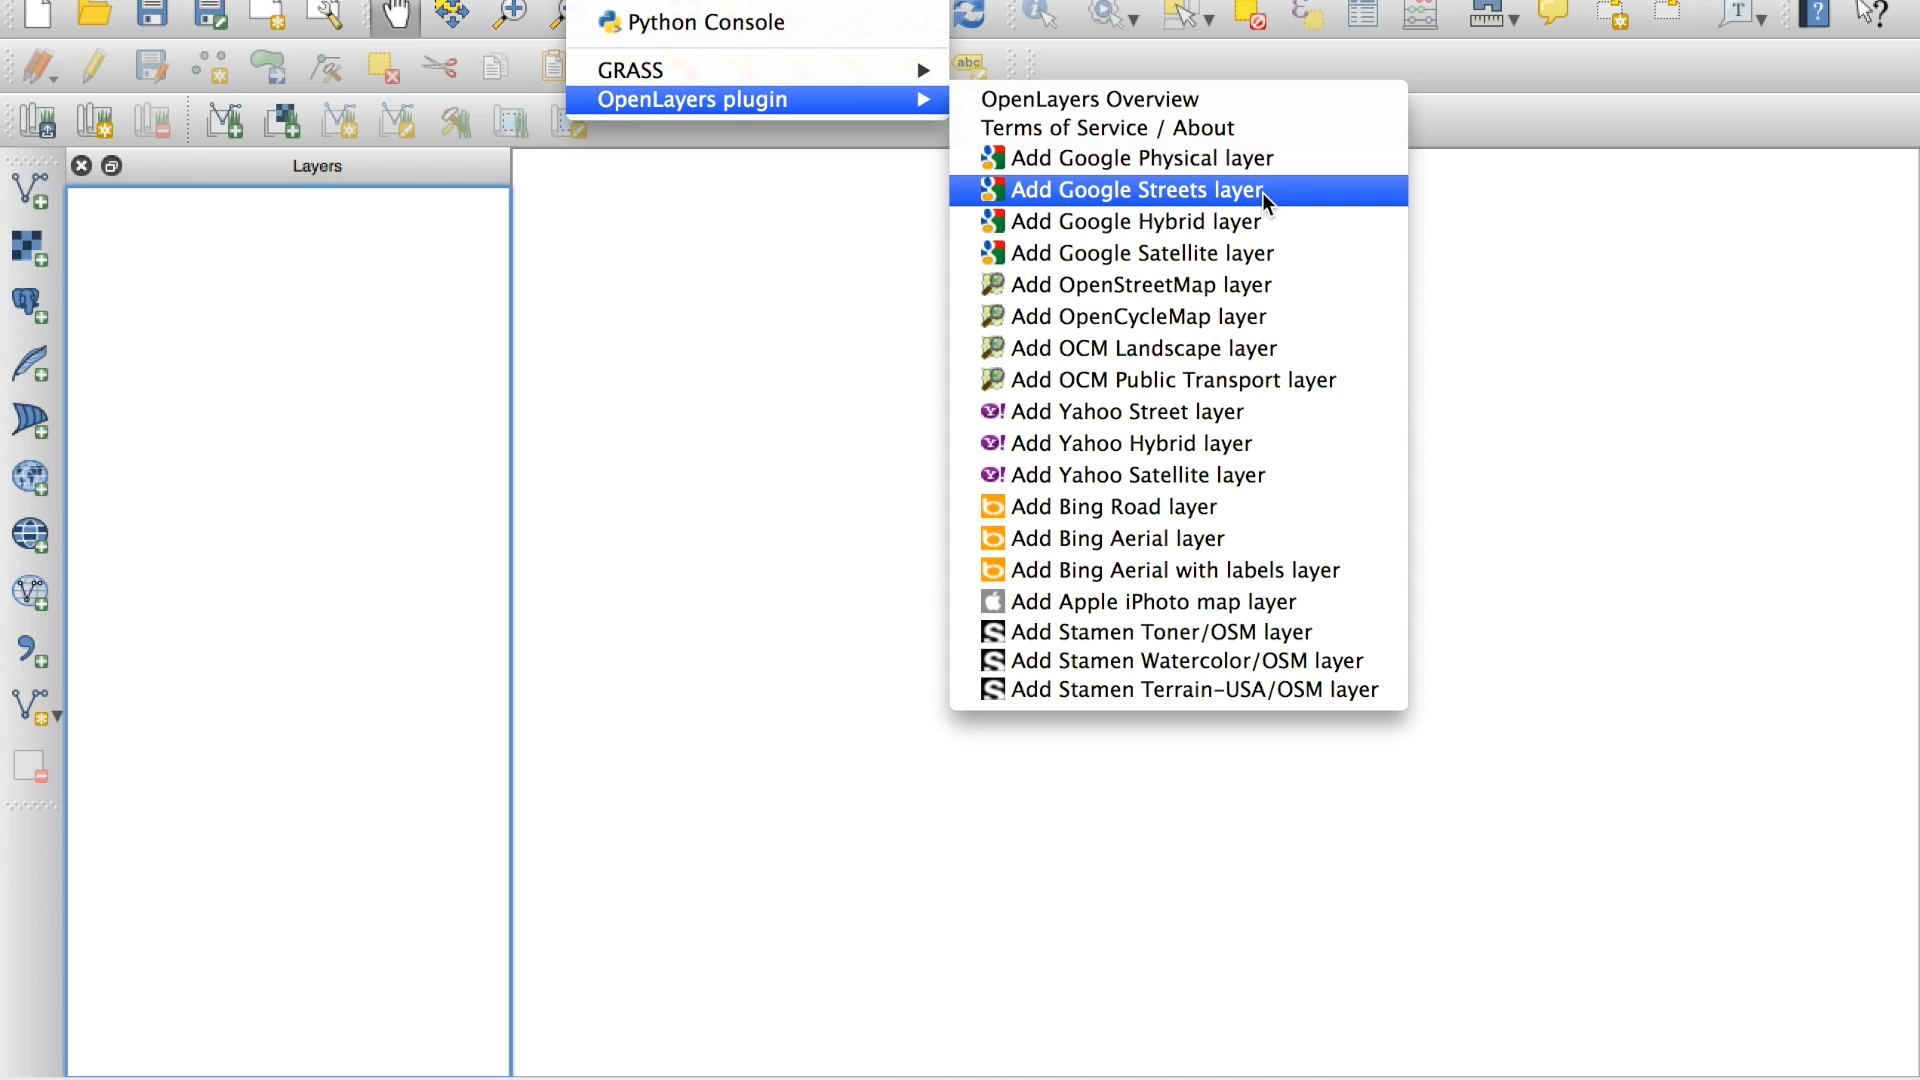 Python Console
GRASS
OpenLayers plugin
abc
Layers
OpenLayers Overview
Terms of Service / About
Add Google Physical layer
Add Google Streets layer
Add Google Hybrid layer
Add Google Satellite layer
Add OpenStreetMap layer
Add OpenCycleMap layer
Add OCM Landscape layer
Add OCM Public Transport layer
Add Yahoo Street layer
Add Yahoo Hybrid layer
Add Yahoo Satellite layer
Add Bing Road layer
Add Bing Aerial layer
Add Bing Aerial with labels layer
Add Apple iPhoto map layer
Add Stamen Toner/OSM layer
Add Stamen Watercolor/OSM layer
Add Stamen Terrain-USA/OSM layer